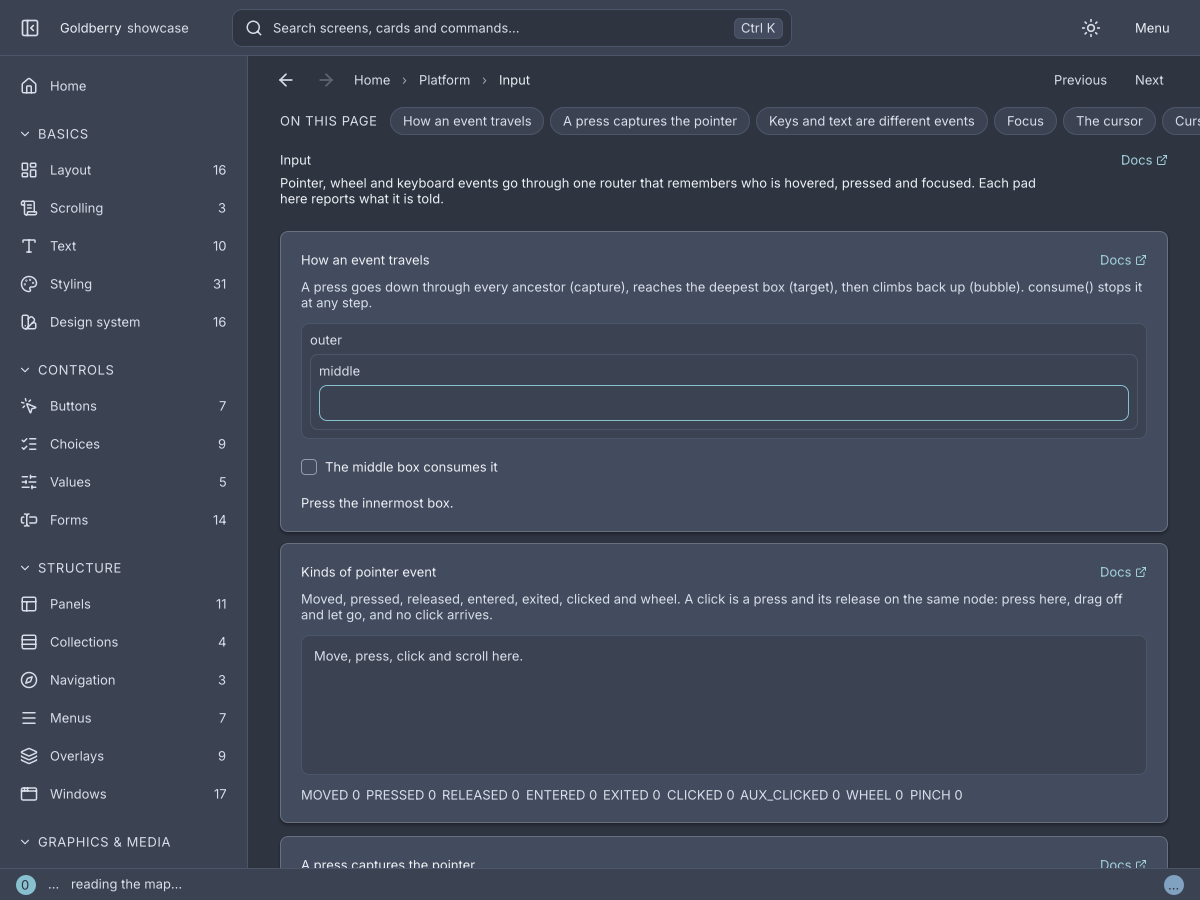 Goldberry showcase
Search screens, cards and commands...
Ctrl K
Menu
Home
BASICS
Layout 16
Scrolling 3
Text 10
Styling 31
Design system 16
CONTROLS
Buttons 7
Choices 9
Values 5
Forms 14
STRUCTURE
Panels 11
Collections 4
Navigation 3
Menus 7
Overlays 9
Windows 17
GRAPHICS & MEDIA
Home › Platform › Input
Previous Next
ON THIS PAGE How an event travels A press captures the pointer Keys and text are different events Focus The cursor Curs
Input
Docs
Pointer, wheel and keyboard events go through one router that remembers who is hovered, pressed and focused. Each pad
here reports what it is told.
How an event travels
Docs
A press goes down through every ancestor (capture), reaches the deepest box (target), then climbs back up (bubble). consume() stops it
at any step.
outer
middle
The middle box consumes it
Press the innermost box.
Kinds of pointer event
Docs
Moved, pressed, released, entered, exited, clicked and wheel. A click is a press and its release on the same node: press here, drag off
and let go, and no click arrives.
Move, press, click and scroll here.
MOVED 0 PRESSED 0 RELEASED 0 ENTERED 0 EXITED 0 CLICKED 0 AUX_CLICKED 0 WHEEL 0 PINCH 0
A press captures the pointer
Docs
0 ... reading the map...
...